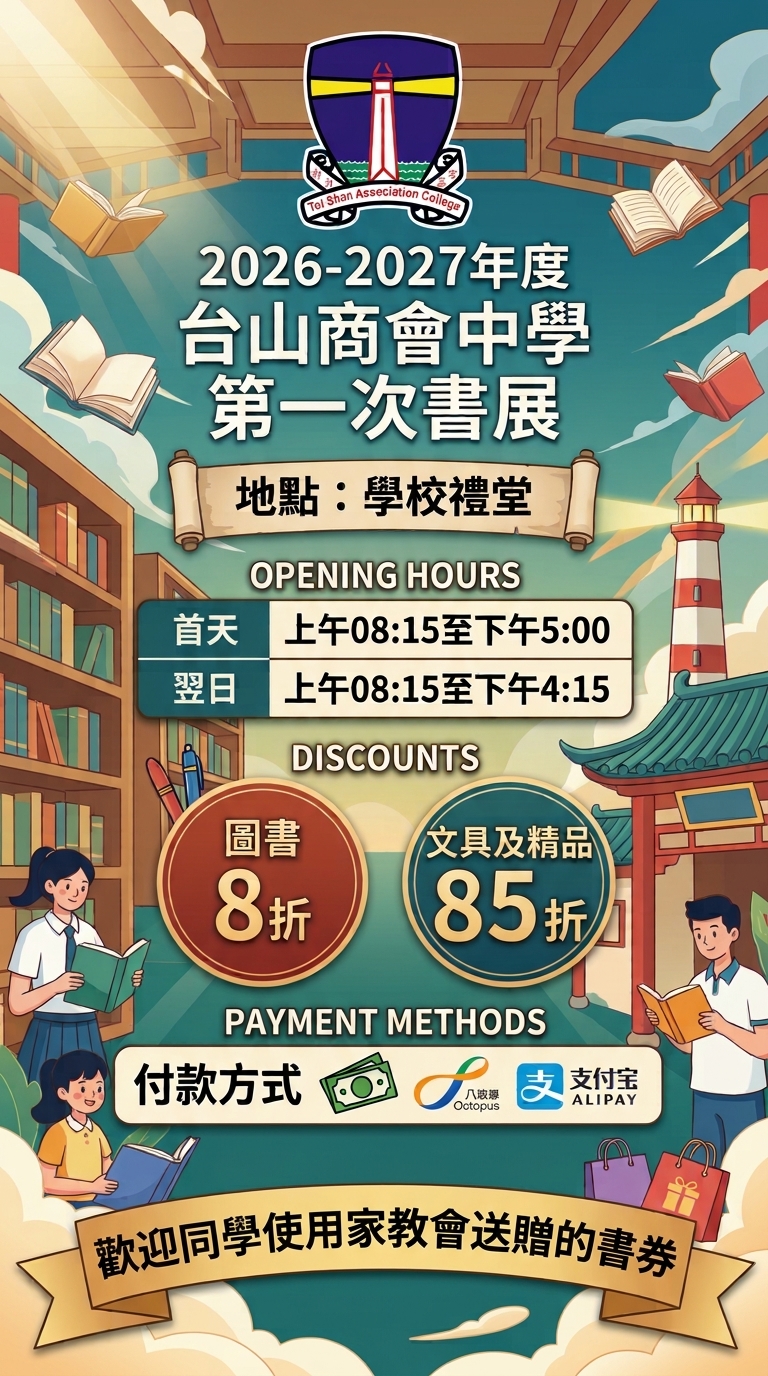 Toi Shan Association College
2026-2027年度
台山商會中學
第一次書展
地點：學校禮堂
OPENING HOURS
首天 上午08:15至下午5:00
翌日 上午08:15至下午4:15
DISCOUNTS
圖書
8折
文具及精品
85折
PAYMENT METHODS
付款方式
Octopus
支付宝
ALIPAY
歡迎同學使用家教會送贈的書券